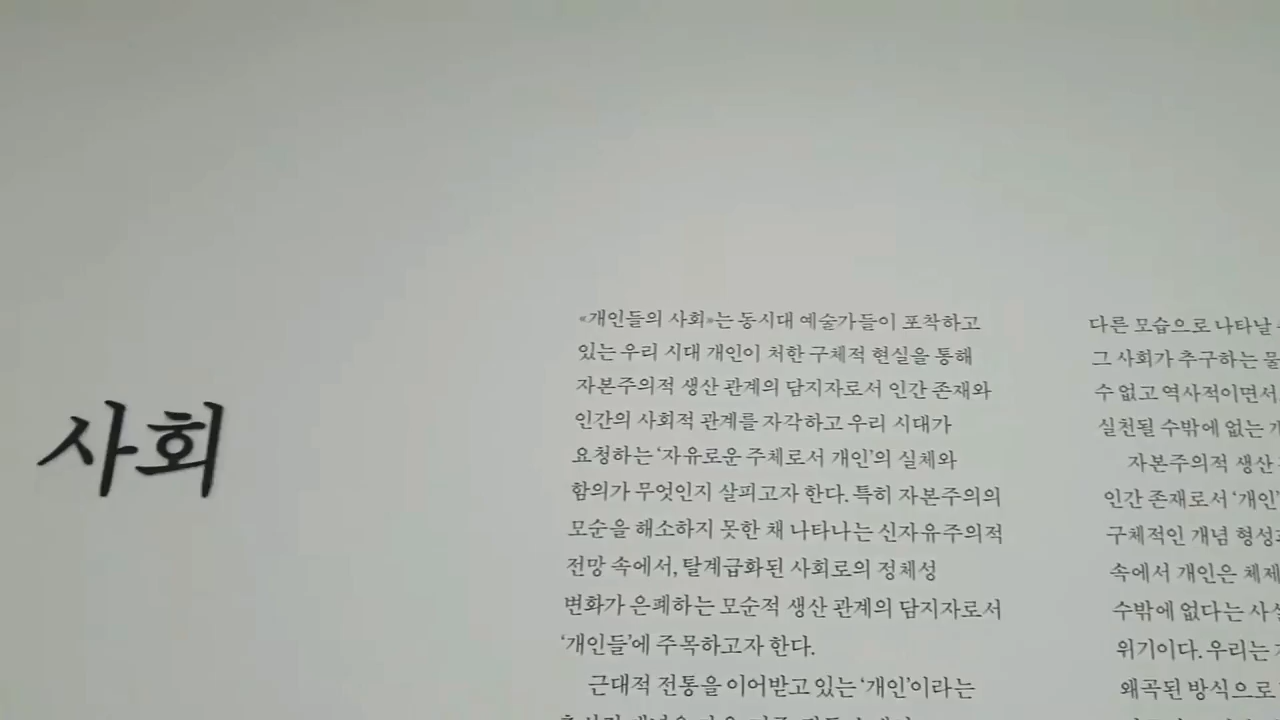 사회
«개인들의 사회»는 동시대 예술가들이 포착하고
있는 우리 시대 개인이 처한 구체적 현실을 통해
자본주의적 생산 관계의 담지자로서 인간 존재와
인간의 사회적 관계를 자각하고 우리 시대가
요청하는 ‘자유로운 주체로서 개인’의 실체와
함의가 무엇인지 살피고자 한다. 특히 자본주의의
모순을 해소하지 못한 채 나타나는 신자유주의적
전망 속에서, 탈계급화된 사회로의 정체성
변화가 은폐하는 모순적 생산 관계의 담지자로서
‘개인들’에 주목하고자 한다.
근대적 전통을 이어받고 있는 ‘개인’이라는
다른 모습으로 나타날
그 사회가 추구하는
수 없고 역사적이면서
실천될 수밖에 없는
자본주의적 생산
인간 존재로서 ‘개인’
구체적인 개념 형성
속에서 개인은 체제
수밖에 없다는
위기이다. 우리는
왜곡된 방식으로